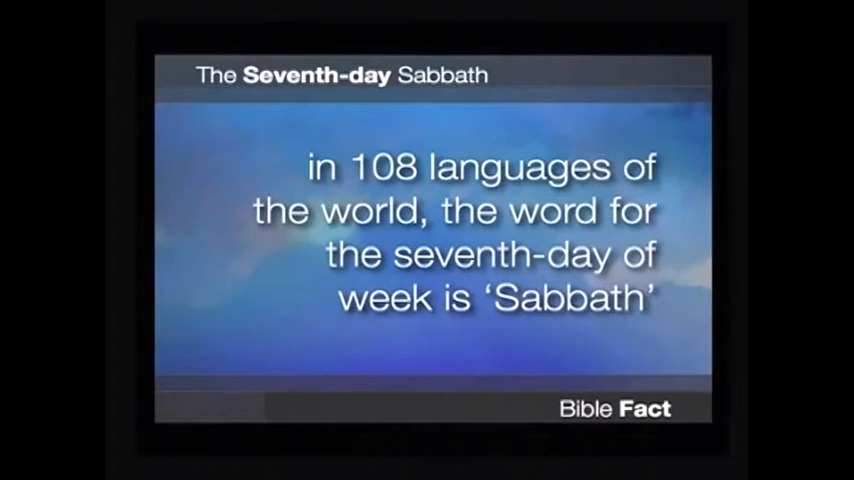 The Seventh-day Sabbath
in 108 languages of
the world, the word for
the seventh-day of
week is ‘Sabbath’
Bible Fact